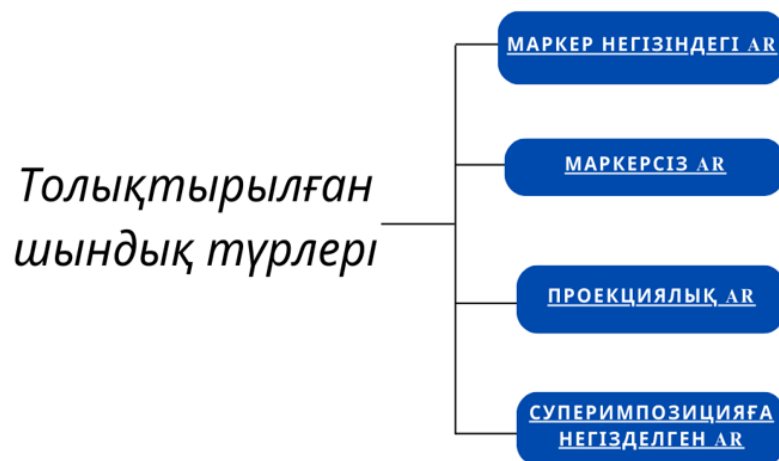 Толықтырылған
шындық түрлері
МАРКЕР НЕГІЗІНДЕГІ AR
МАРКЕРСІЗ AR
ПРОЕКЦИЯЛЫҚ AR
СУПЕРИМПОЗИЦИЯҒА
НЕГІЗДЕЛГЕН AR